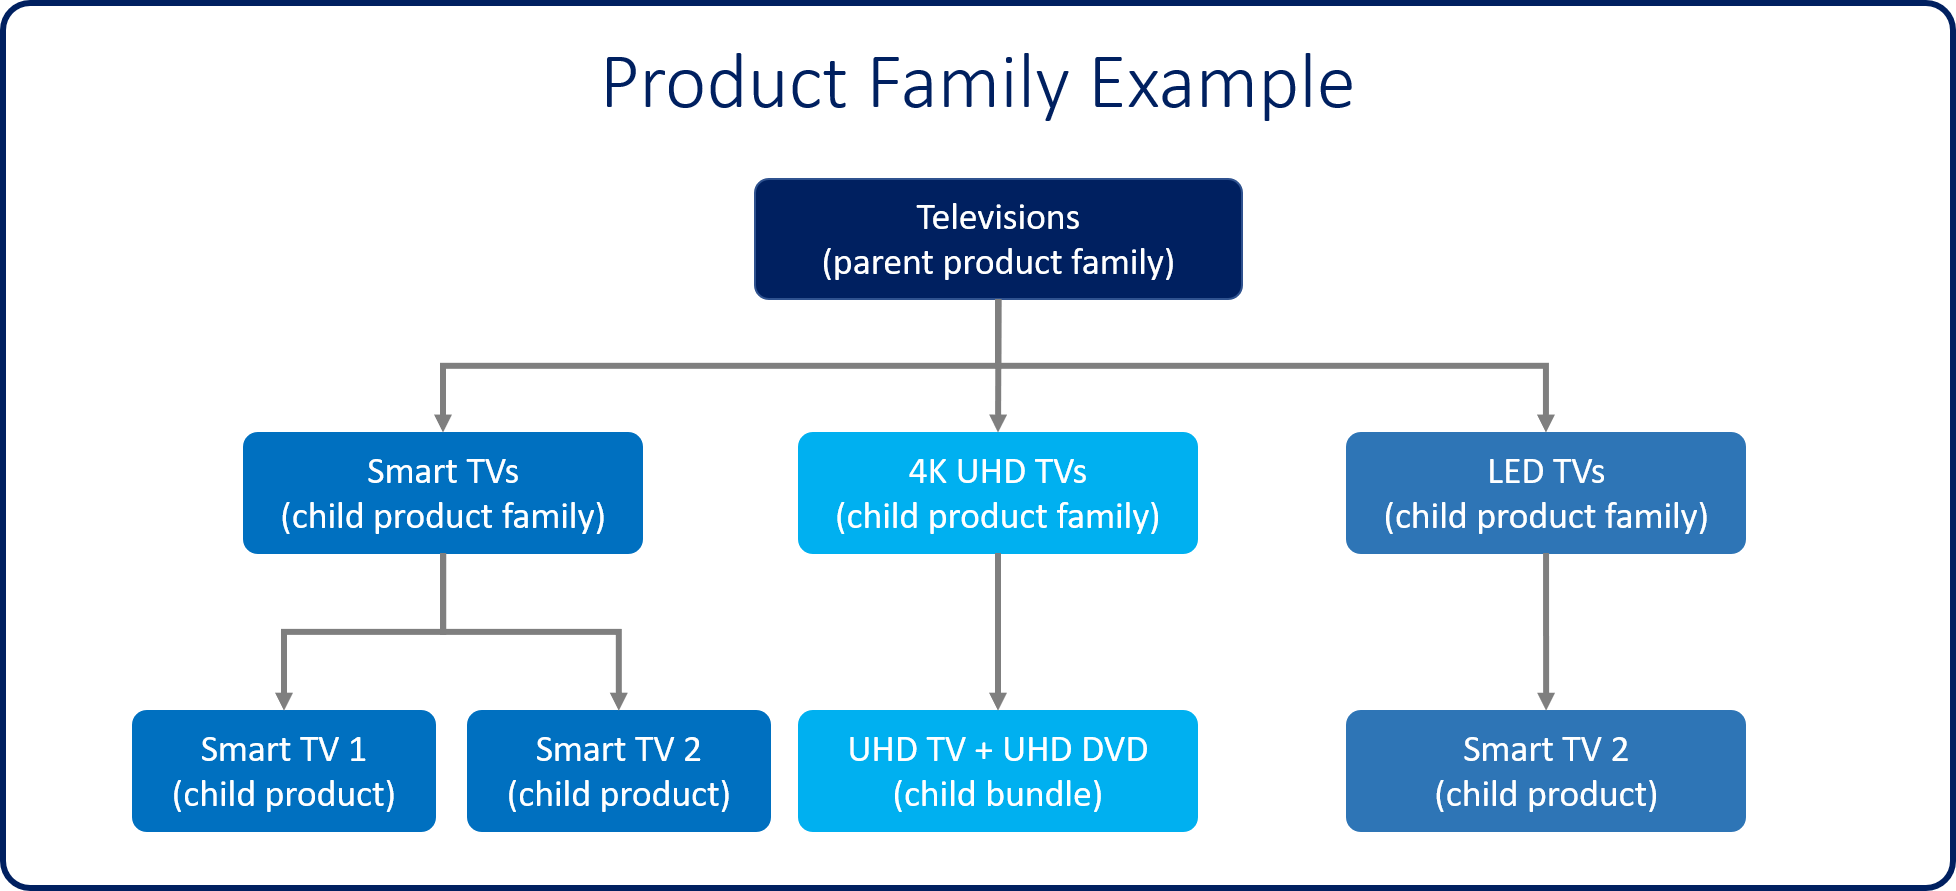 Product Family Example
Televisions
(parent product family)
Smart TVs
(child product family)
4K UHD TVs
(child product family)
LED TVs
(child product family)
Smart TV 1
(child product)
Smart TV 2
(child product)
UHD TV + UHD DVD
(child bundle)
Smart TV 2
(child product)